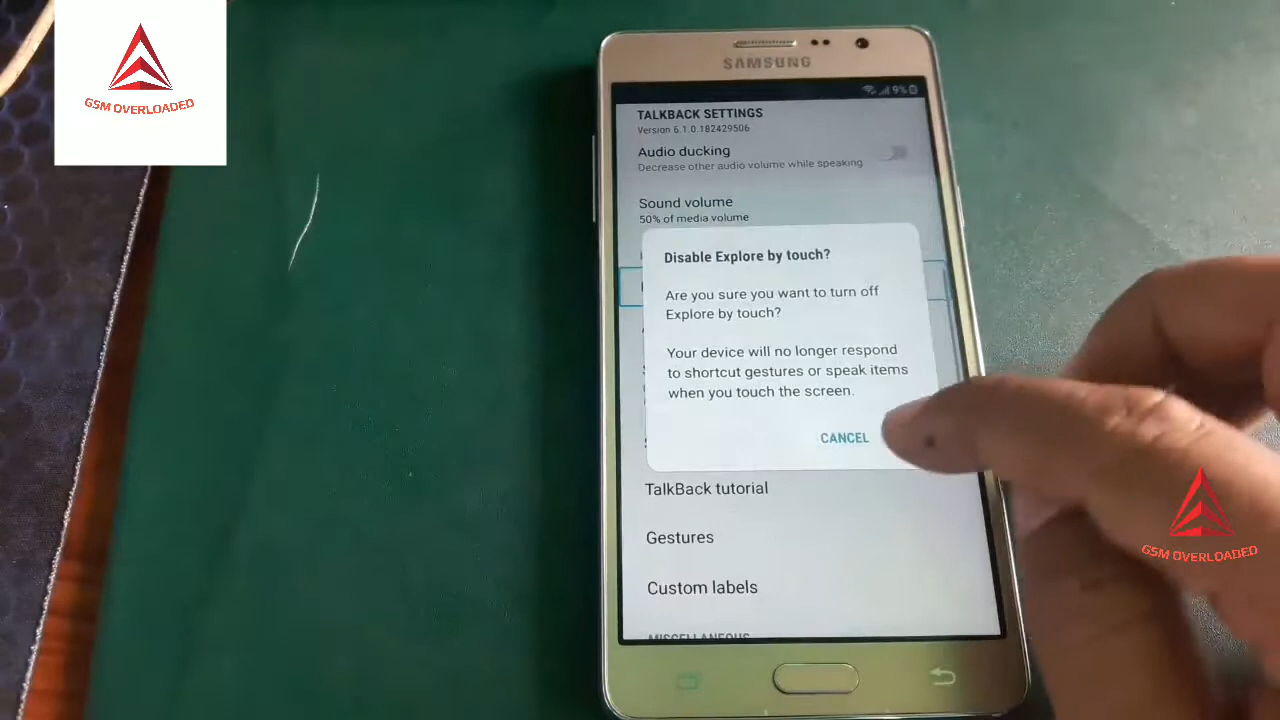 GSM OVERLOADED
SAMSUNG
9%
TALKBACK SETTINGS
Version 6.1.0.182429506
Audio ducking
Decrease other audio volume while speaking
Sound volume
50% of media volume
Disable Explore by touch?
Are you sure you want to turn off
Explore by touch?
Your device will no longer respond
to shortcut gestures or speak items
when you touch the screen.
CANCEL
TalkBack tutorial
Gestures
Custom labels
MISCELLANEOUS
GSM OVERLOADED